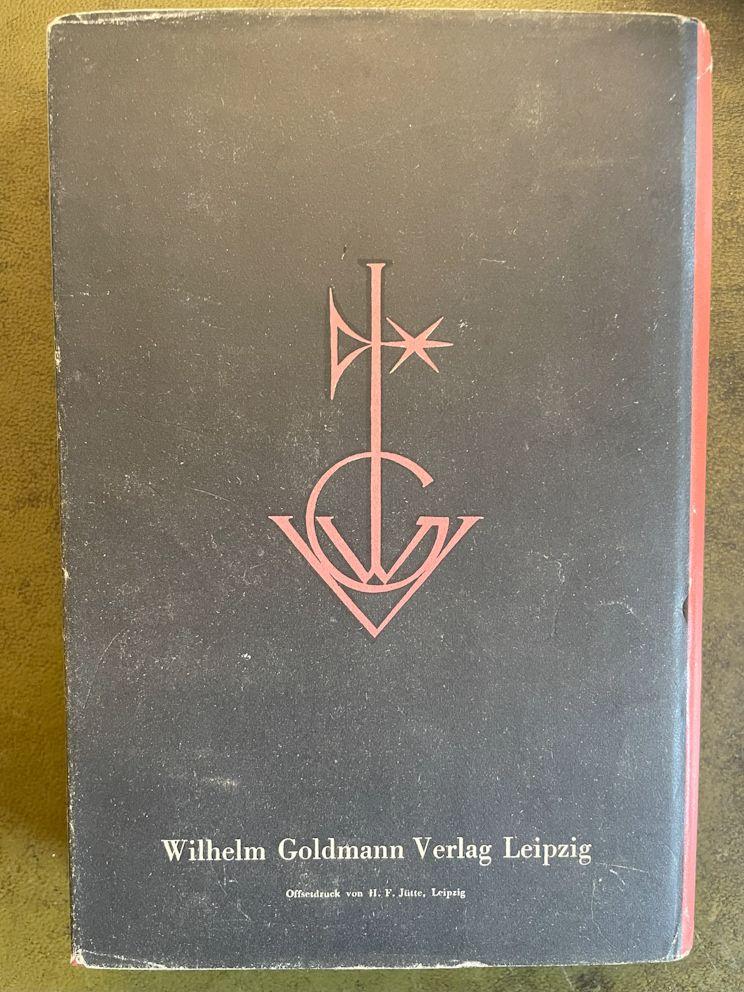 Wilhelm Goldmann Verlag Leipzig
Offsetdruck von H. F. Jütte, Leipzig